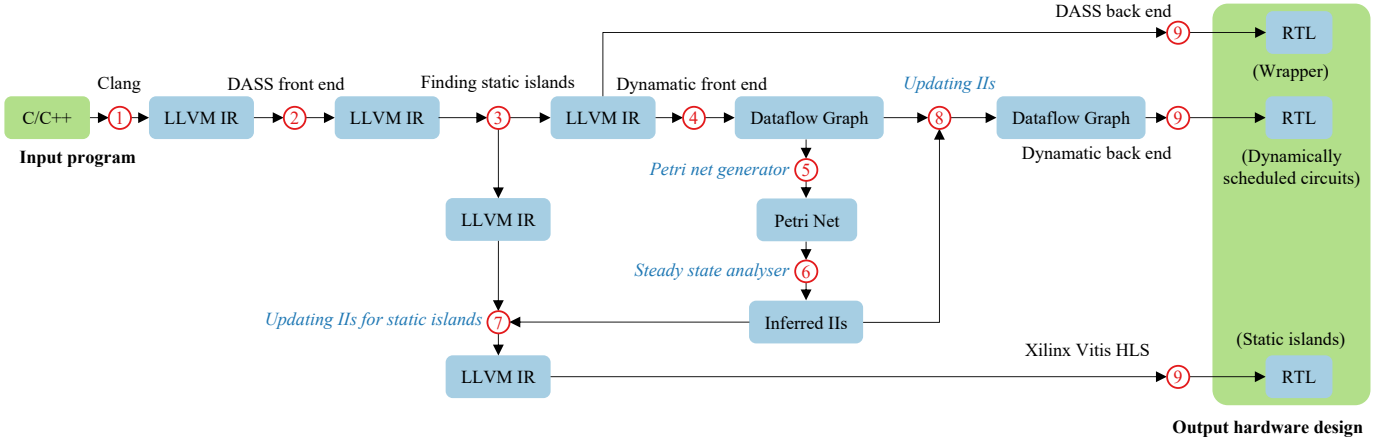 DASS back end
9
RTL
(Wrapper)
Clang
DASS front end
Finding static islands
Dynamatic front end
Updating IIs
C/C++
1
LLVM IR
2
LLVM IR
3
LLVM IR
4
Dataflow Graph
8
Dataflow Graph
9
RTL
Input program
Dynamatic back end
(Dynamically
scheduled circuits)
Petri net generator
5
LLVM IR
Petri Net
Steady state analyser
6
Updating IIs for static islands
7
Inferred IIs
(Static islands)
Xilinx Vitis HLS
LLVM IR
9
RTL
Output hardware design